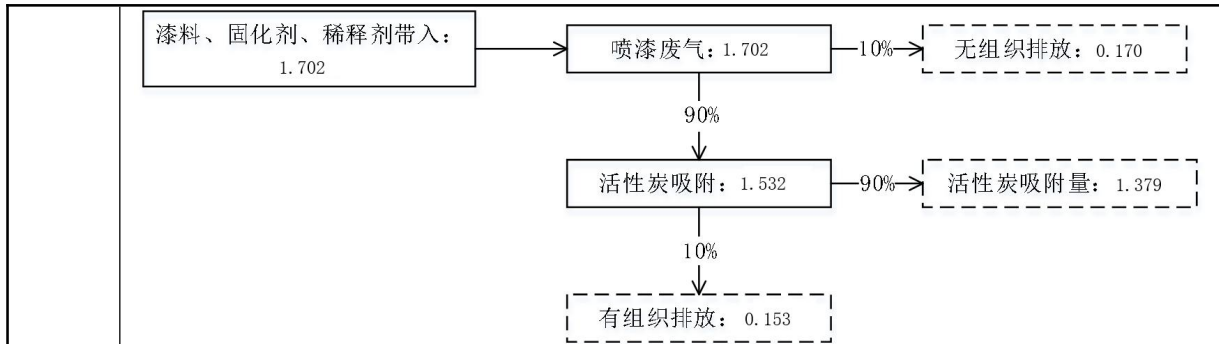 漆料、固化剂、稀释剂带入：
1.702
喷漆废气：1.702
10%
无组织排放：0.170
90%
活性炭吸附：1.532
90%
活性炭吸附量：1.379
10%
有组织排放：0.153